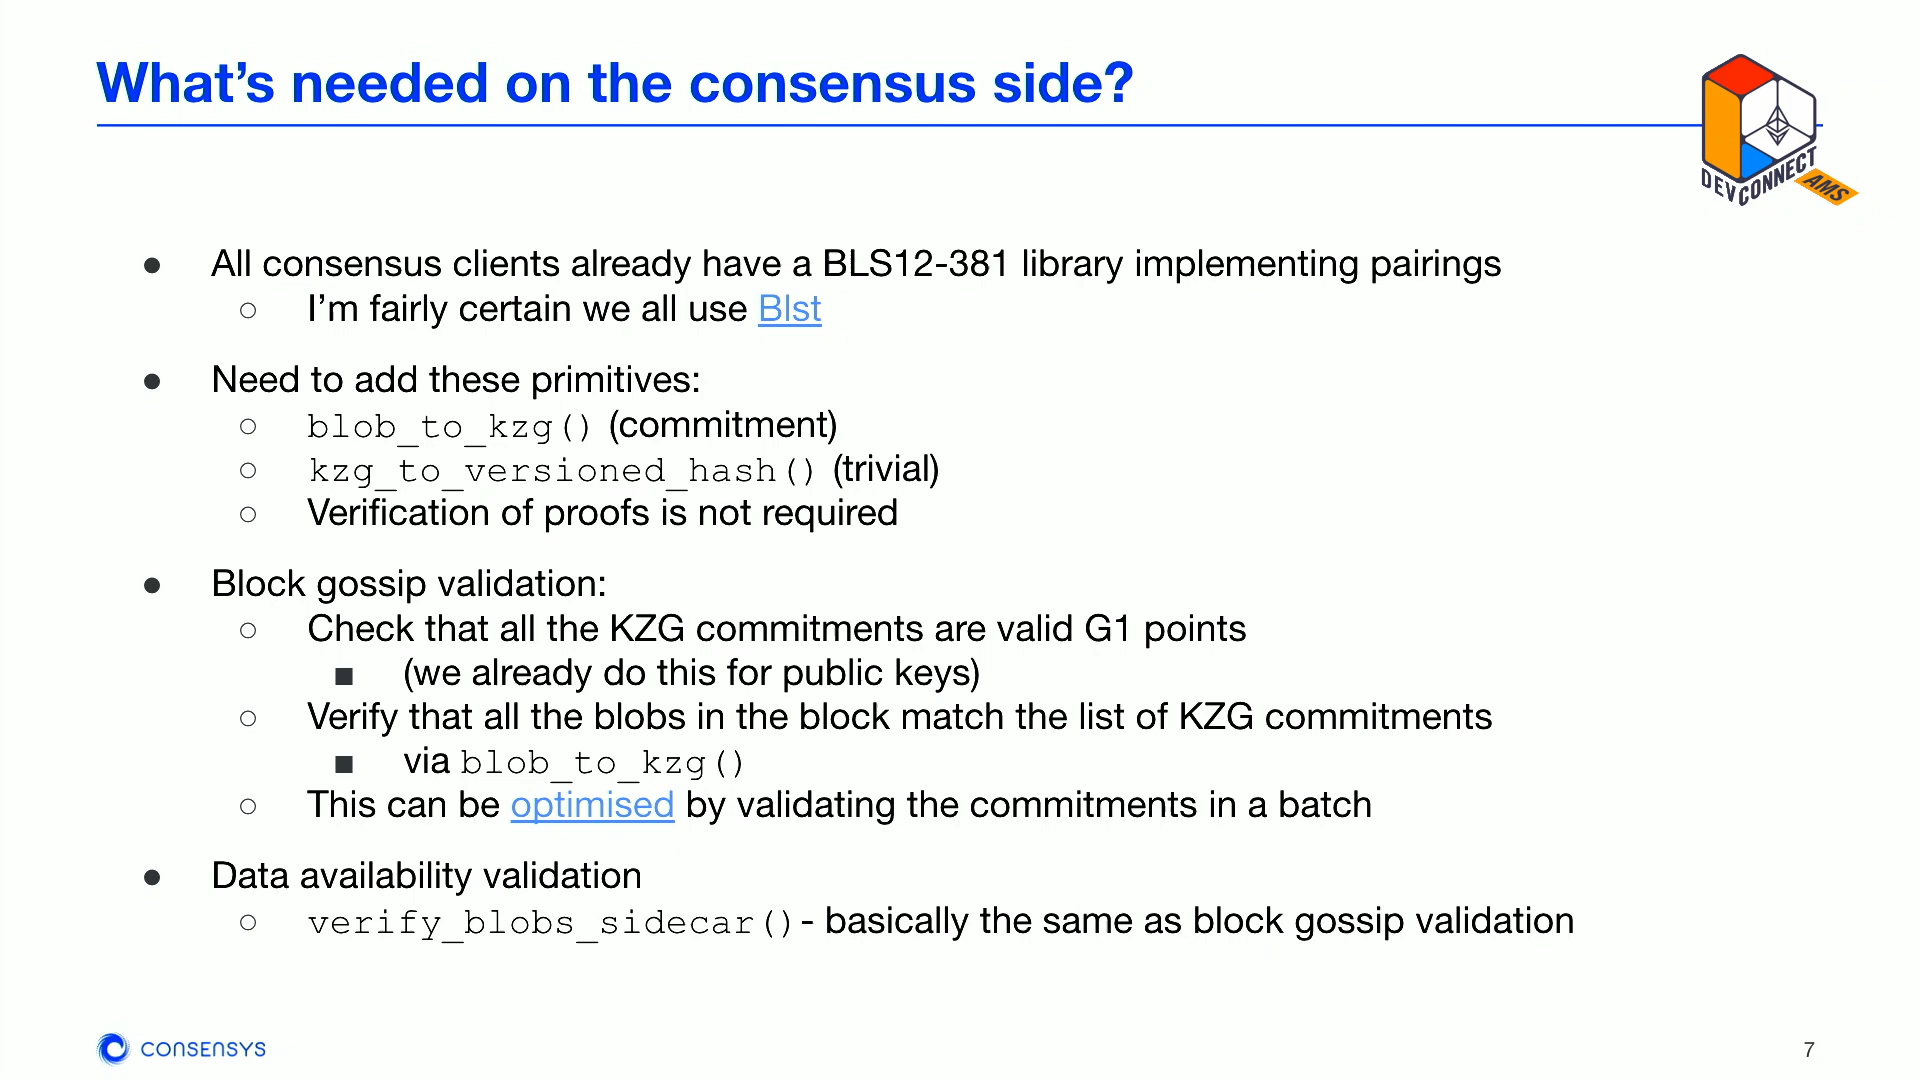 What's needed on the consensus side?
DEVCONNECT
AMS
● All consensus clients already have a BLS12-381 library implementing pairings
○ I'm fairly certain we all use Blst
● Need to add these primitives:
○ blob_to_kzg() (commitment)
○ kzg_to_versioned_hash() (trivial)
○ Verification of proofs is not required
● Block gossip validation:
○ Check that all the KZG commitments are valid G1 points
■ (we already do this for public keys)
○ Verify that all the blobs in the block match the list of KZG commitments
■ via blob_to_kzg()
○ This can be optimised by validating the commitments in a batch
● Data availability validation
○ verify_blobs_sidecar() - basically the same as block gossip validation
CONSENSYS
7